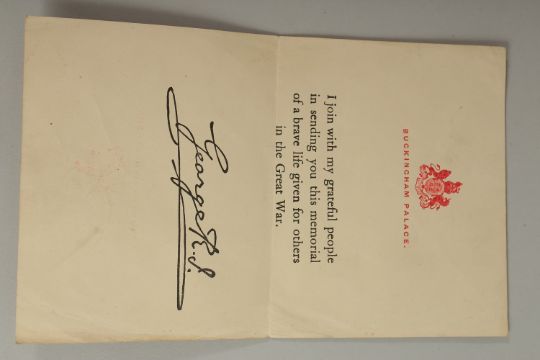 BUCKINGHAM PALACE.
I join with my grateful people
in sending you this memorial
of a brave life given for others
in the Great War.
George R.I.